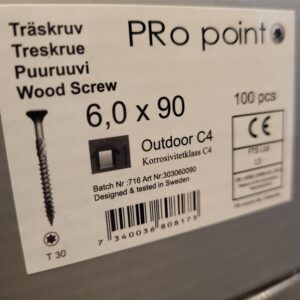 Träskruv
Treskrue
Puuruuvi
Wood Screw
PRo point
6,0 x 90
100 pcs
Outdoor C4
Korrosivitetklass C4
CE
Batch Nr :716 Art Nr:303060090
Designed & tested in Sweden
T 30
7 340036 808173